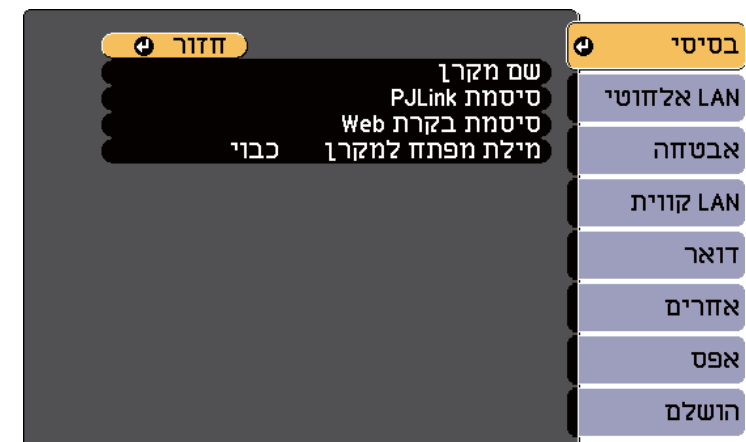 בסיסי
LAN אלחוטי
אבטחה
LAN קווית
דואר
אחרים
אפס
הושלם
חזור
שם מקרן
סיסמת PJLink
סיסמת בקרת Web
מילת מפתח למקרן כבוי